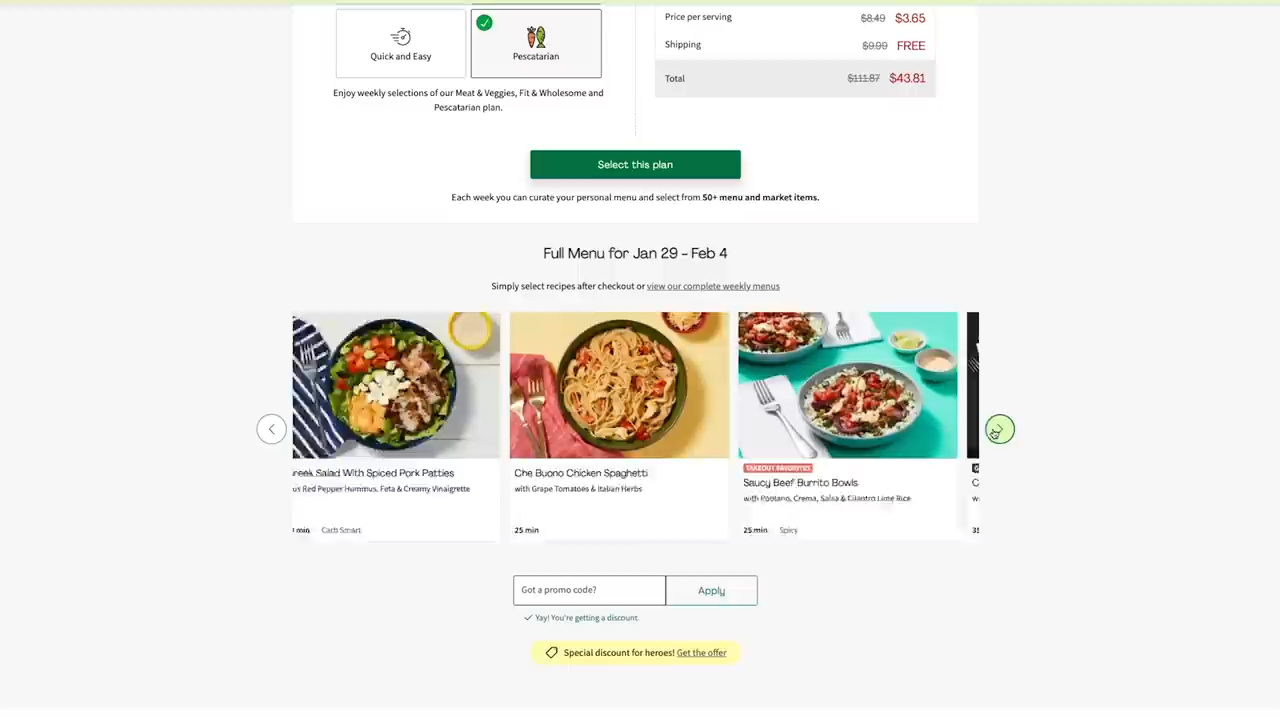 Price per serving $8.49 $3.65
Quick and Easy
Pescatarian
Shipping $9.99 FREE
Total $111.87 $43.81
Enjoy weekly selections of our Meat & Veggies, Fit & Wholesome and
Pescatarian plan.
Select this plan
Each week you can curate your personal menu and select from 50+ menu and market items.
Full Menu for Jan 29 - Feb 4
Simply select recipes after checkout or view our complete weekly menus
Salad With Spiced Pork Patties
Red Pepper Hummus, Feta & Creamy Vinaigrette
min Carb Smart
Che Buono Chicken Spaghetti
with Grape Tomatoes & Italian Herbs
25 min
TAKEOUT FAVORITES
Saucy Beef Burrito Bowls
with Poblano, Crema, Salsa & Cilantro Lime Rice
25 min Spicy
Got a promo code?
Apply
Yay! You're getting a discount.
Special discount for heroes! Get the offer